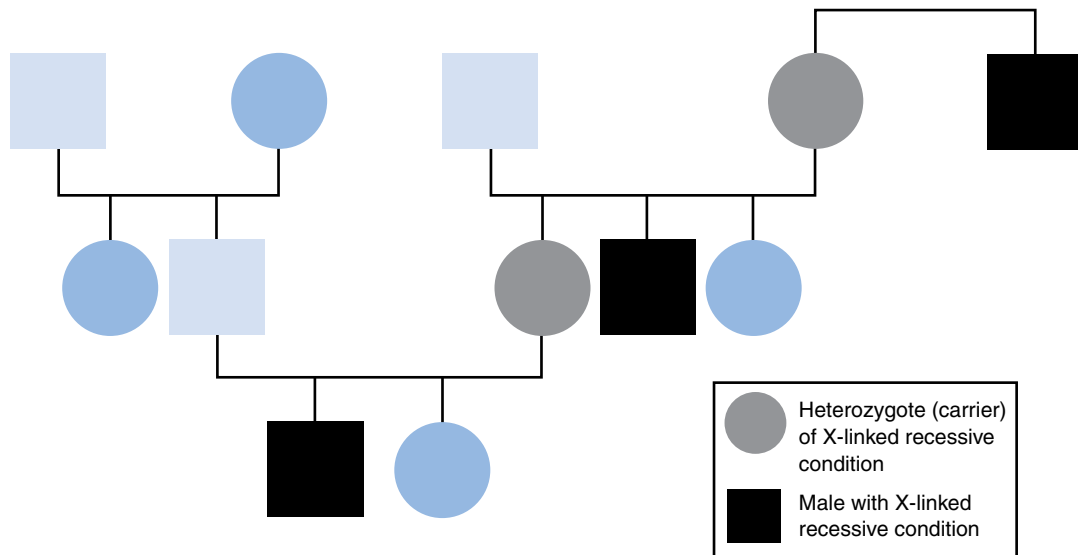 Heterozygote (carrier)
of X-linked recessive
condition
Male with X-linked
recessive condition